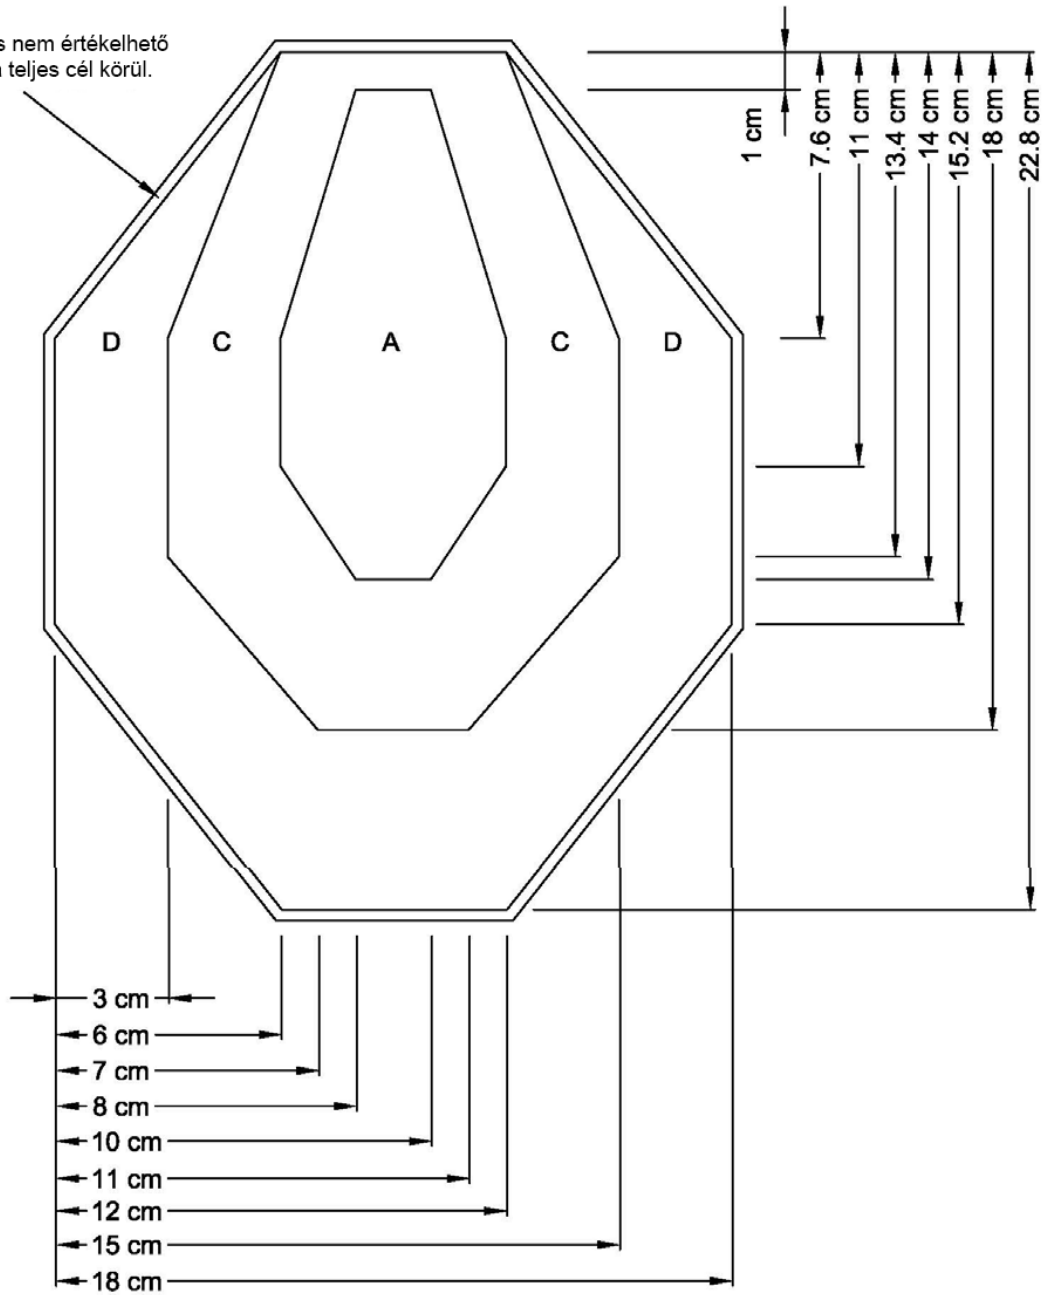 s nem értékelhető
teljes cél körül.
1 cm
7.6 cm
11 cm
13.4 cm
14 cm
15.2 cm
18 cm
22.8 cm
D C A C D
3 cm
6 cm
7 cm
8 cm
10 cm
11 cm
12 cm
15 cm
18 cm